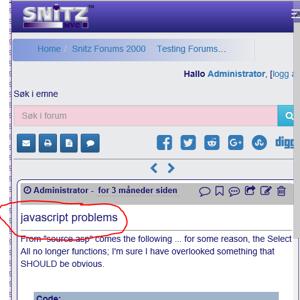 SNITZ™
NYC
Home / Snitz Forums 2000 Testing Forums...
Hallo Administrator, [logg a
Søk i emne
Søk i forum
digg
Administrator - for 3 måneder siden
javascript problems
From "source.asp" comes the following ... for some reason, the Select
All no longer functions; I'm sure I have overlooked something that
SHOULD be obvious.
Code: